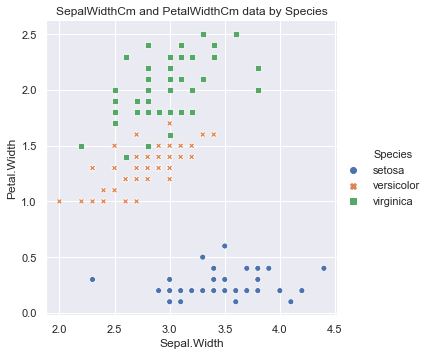 SepalWidthCm and PetalWidthCm data by Species
2.5
2.0
1.5
1.0
0.5
0.0
Petal.Width
2.0 2.5 3.0 3.5 4.0 4.5
Sepal.Width
Species
setosa
versicolor
virginica